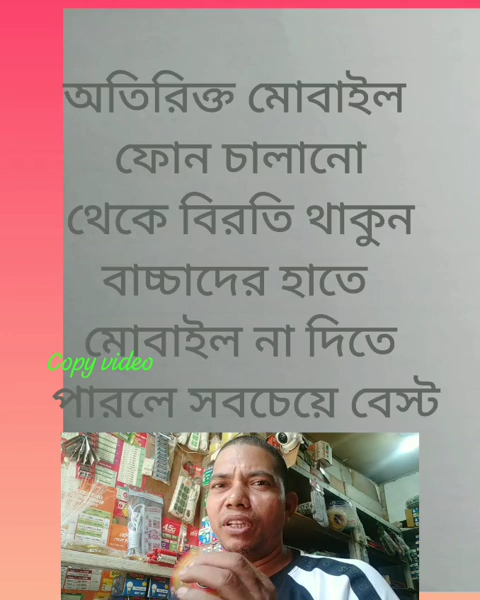 অতিরিক্ত মোবাইল
ফোন চালানো
থেকে বিরতি থাকুন
বাচ্চাদের হাতে
মোবাইল না দিতে
Copy video
পারলে সবচেয়ে বেস্ট